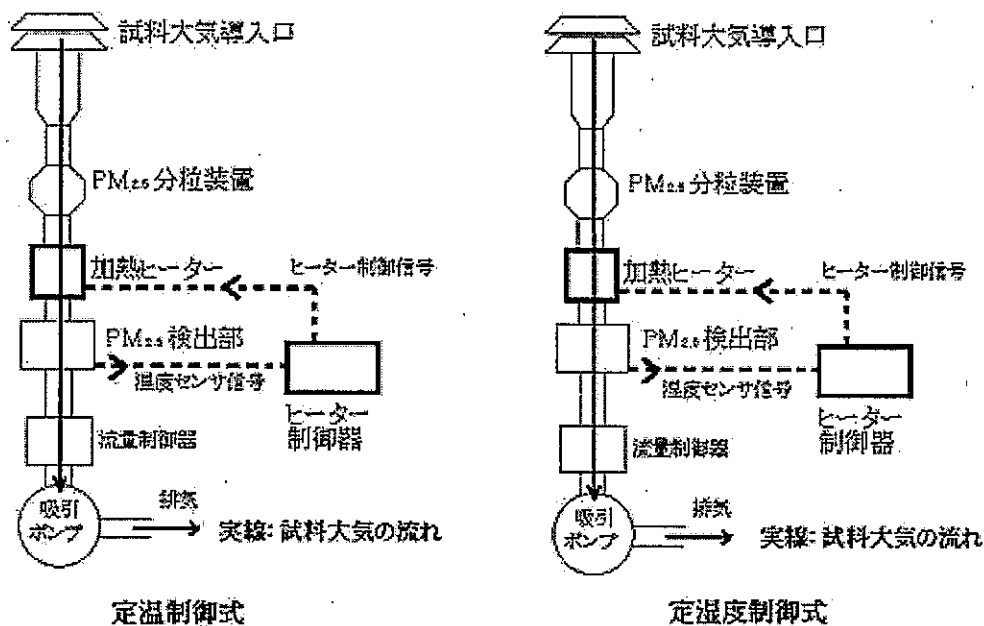 試料大気導入口
PM2.5分粒装置
加熱ヒーター
ヒーター制御信号
PM2.5検出部
温度センサ信号
ヒーター
制御器
流量制御器
吸引
ポンプ
排気
実線:試料大気の流れ
定温制御式
試料大気導入口
PM2.5分粒装置
加熱ヒーター
ヒーター制御信号
PM2.5検出部
湿度センサ信号
ヒーター
制御器
流量制御器
吸引
ポンプ
排気
実線:試料大気の流れ
定湿度制御式